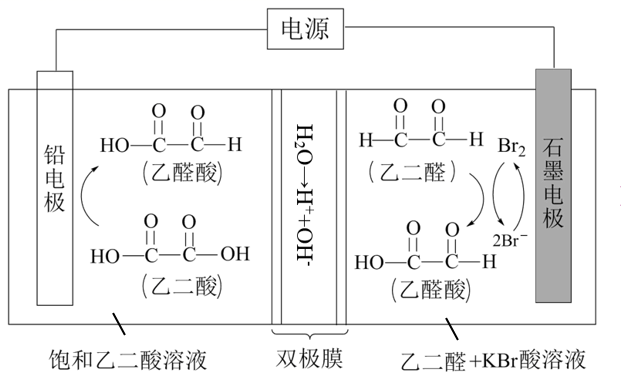 电源
铅电极
O O
HO—C—C—H
(乙醛酸)
O O
HO—C—C—OH
(乙二酸)
H₂O→H⁺+OH⁻
O O
H—C—C—H
(乙二醛)
Br₂
2Br⁻
O O
HO—C—C—H
(乙醛酸)
石墨电极
饱和乙二酸溶液
双极膜
乙二醛+KBr酸溶液